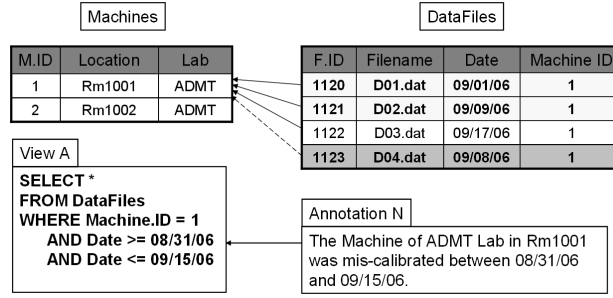 Machines
M.ID Location Lab
1 Rm1001 ADMT
2 Rm1002 ADMT
DataFiles
F.ID Filename Date Machine ID
1120 D01.dat 09/01/06 1
1121 D02.dat 09/09/06 1
1122 D03.dat 09/17/06 1
1123 D04.dat 09/08/06 1
View A
SELECT *
FROM DataFiles
WHERE Machine.ID = 1
AND Date >= 08/31/06
AND Date <= 09/15/06
Annotation N
The Machine of ADMT Lab in Rm1001
was mis-calibrated between 08/31/06
and 09/15/06.